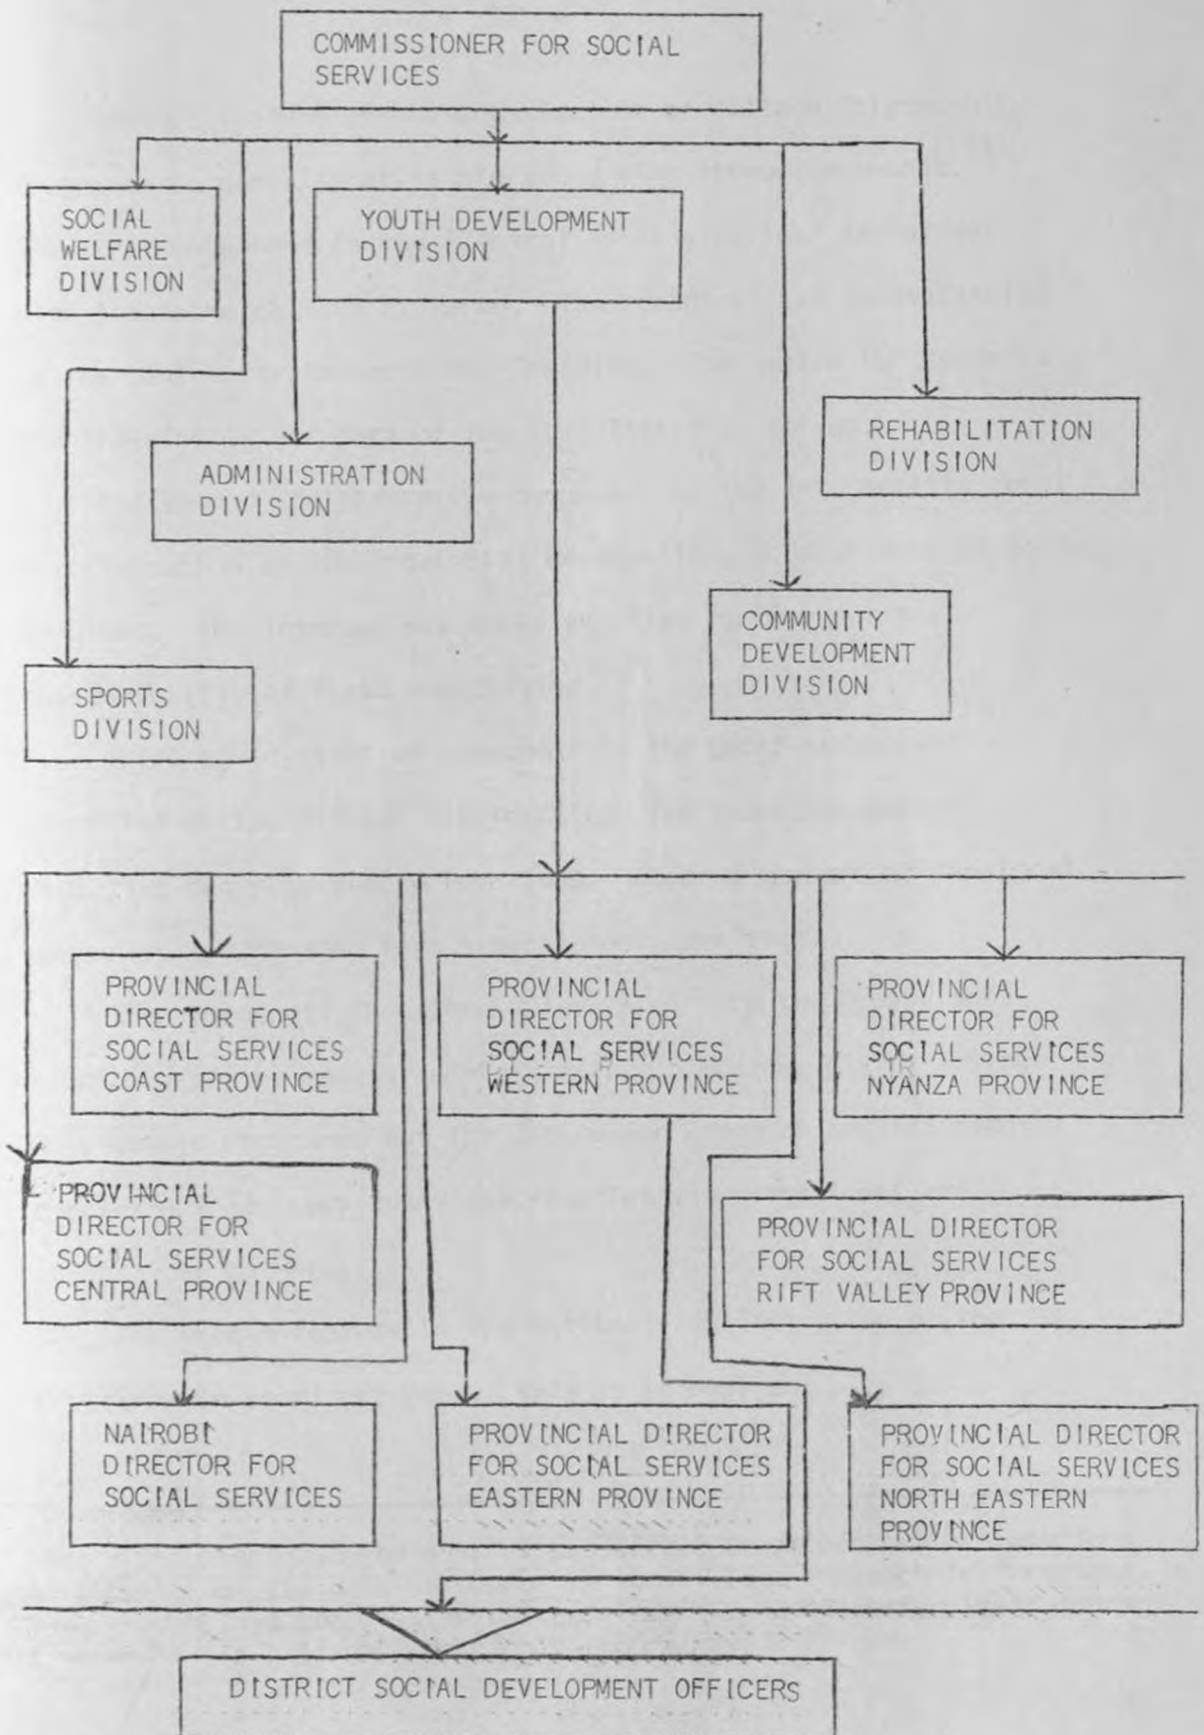 COMMISSIONER FOR SOCIAL
SERVICES
SOCIAL
WELFARE
DIVISION
YOUTH DEVELOPMENT
DIVISION
REHABILITATION
DIVISION
ADMINISTRATION
DIVISION
COMMUNITY
DEVELOPMENT
DIVISION
SPORTS
DIVISION
PROVINCIAL
DIRECTOR FOR
SOCIAL SERVICES
COAST PROVINCE
PROVINCIAL
DIRECTOR FOR
SOCIAL SERVICES
WESTERN PROVINCE
PROVINCIAL
DIRECTOR FOR
SOCIAL SERVICES
NYANZA PROVINCE
PROVINCIAL
DIRECTOR FOR
SOCIAL SERVICES
CENTRAL PROVINCE
PROVINCIAL DIRECTOR
FOR SOCIAL SERVICES
RIFT VALLEY PROVINCE
NAIROBI
DIRECTOR FOR
SOCIAL SERVICES
PROVINCIAL DIRECTOR
FOR SOCIAL SERVICES
EASTERN PROVINCE
PROVINCIAL DIRECTOR
FOR SOCIAL SERVICES
NORTH EASTERN
PROVINCE
DISTRICT SOCIAL DEVELOPMENT OFFICERS